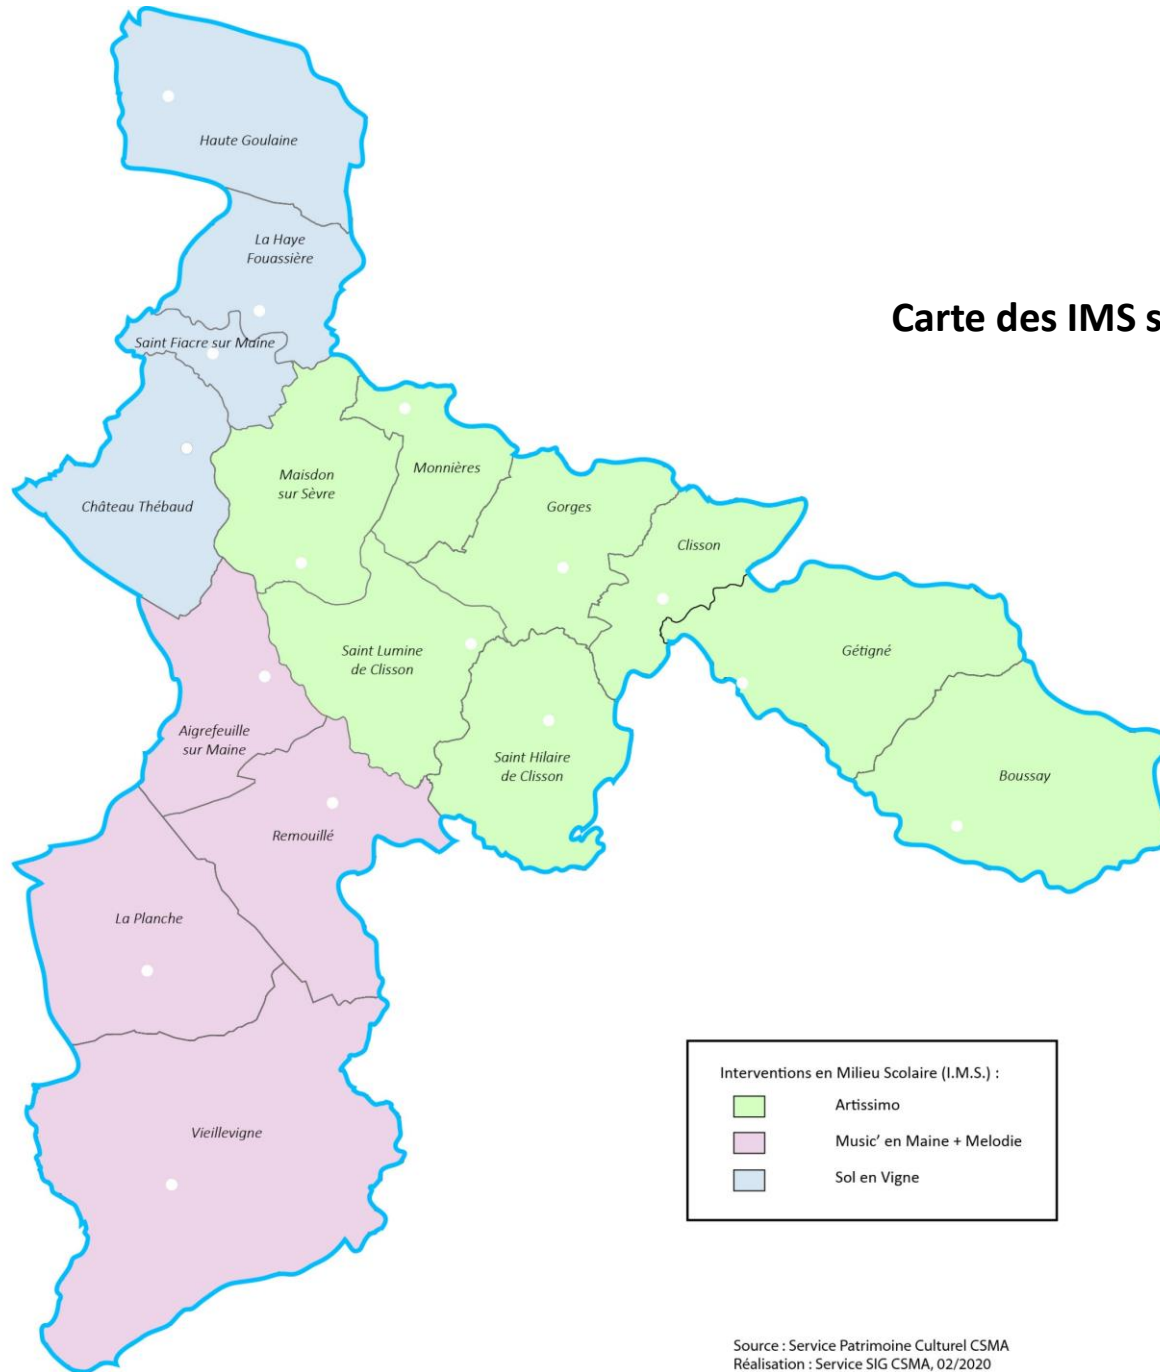 Haute Goulaine
La Haye
Fouassière
Carte des IMS s
Saint Fiacre sur Maine
Maisdon
sur Sèvre
Monnières
Château Thébaud
Gorges
Clisson
Saint Lumine
de Clisson
Gétigné
Aigrefeuille
sur Maine
Saint Hilaire
de Clisson
Boussay
Remouillé
La Planche
Vieillevigne
Interventions en Milieu Scolaire (I.M.S.) :
Artissimo
Music’ en Maine + Melodie
Sol en Vigne
Source : Service Patrimoine Culturel CSMA
Réalisation : Service SIG CSMA, 02/2020